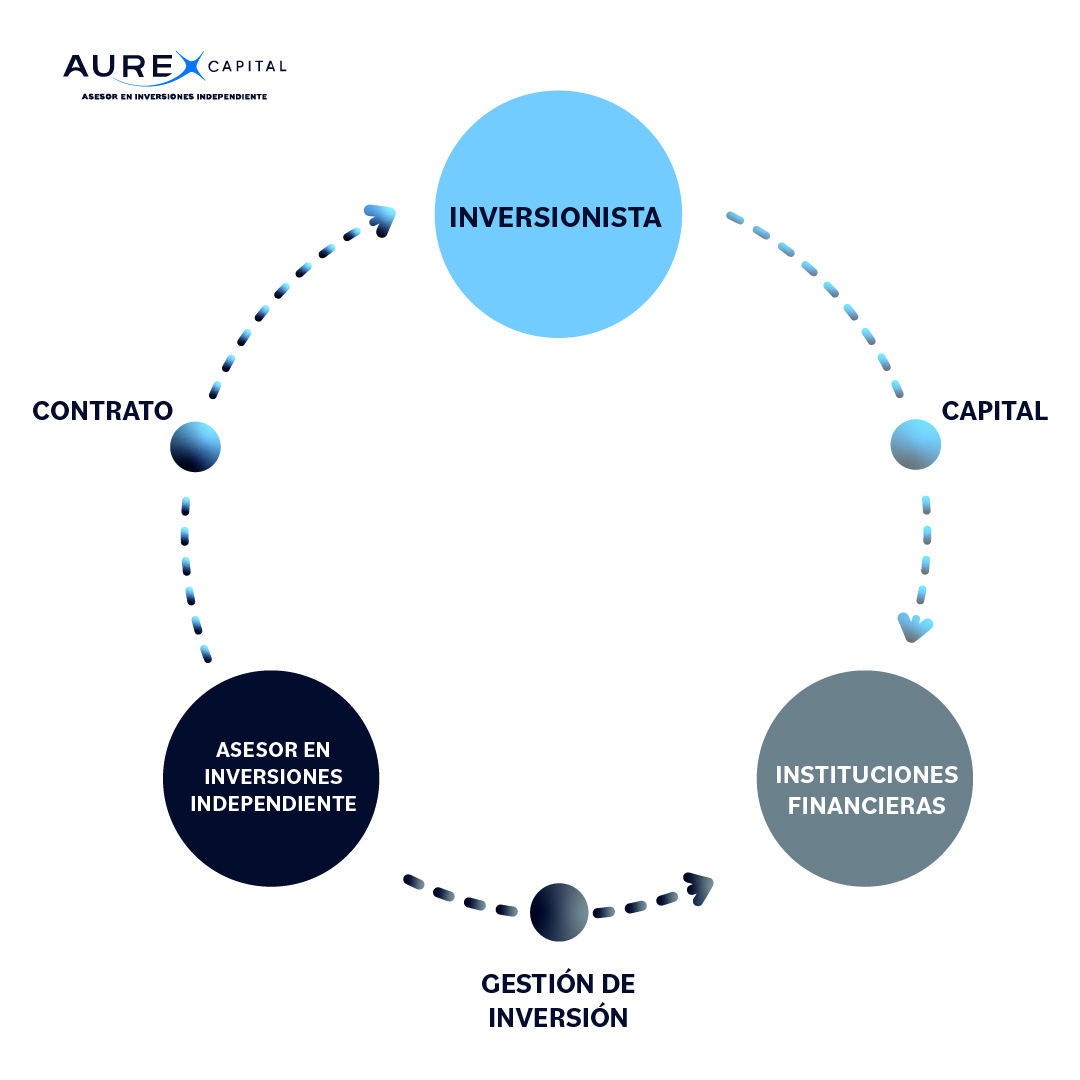 AUREX CAPITAL
ASESOR EN INVERSIONES INDEPENDIENTE
INVERSIONISTA
CONTRATO
CAPITAL
ASESOR EN
INVERSIONES
INDEPENDIENTE
INSTITUCIONES
FINANCIERAS
GESTIÓN DE
INVERSIÓN